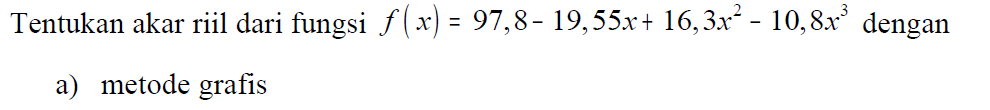 Tentukan akar riil dari fungsi f(x) = 97,8 – 19,55x + 16,3x² – 10,8x³ dengan
a) metode grafis